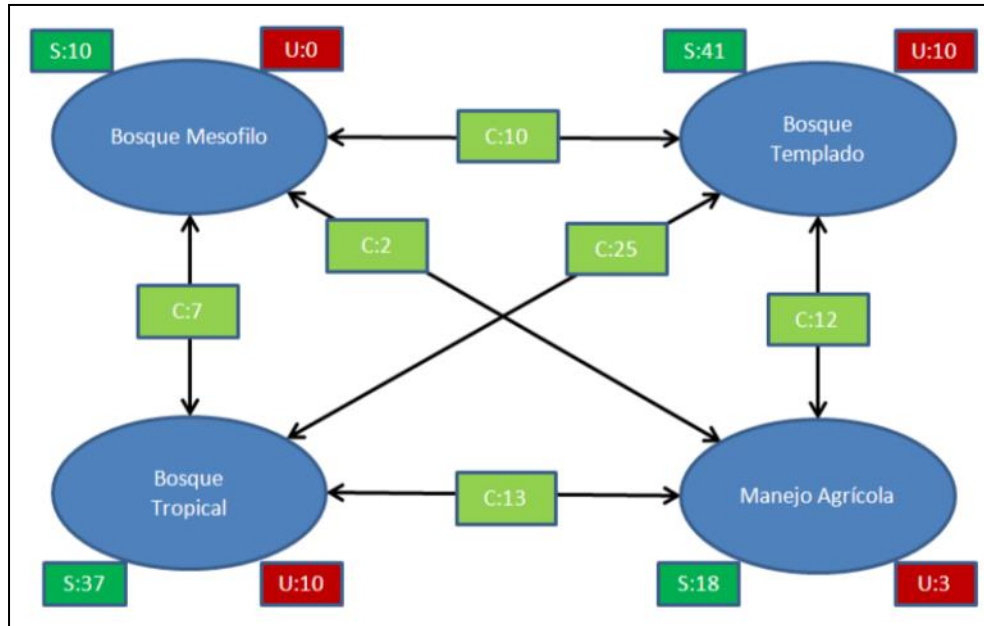 S:10
U:0
S:41
U:10
Bosque Mesofilo
C:10
Bosque
Templado
C:2
C:25
C:7
C:12
Bosque
Tropical
C:13
Manejo Agrícola
S:37
U:10
S:18
U:3